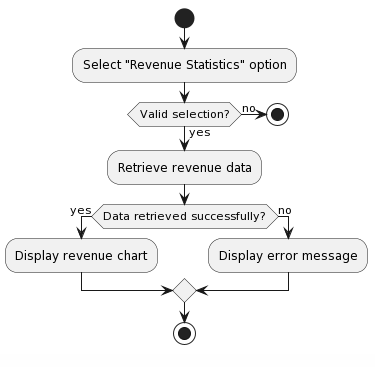 Select "Revenue Statistics" option
Valid selection?
no
yes
Retrieve revenue data
yes
Data retrieved successfully?
no
Display revenue chart
Display error message